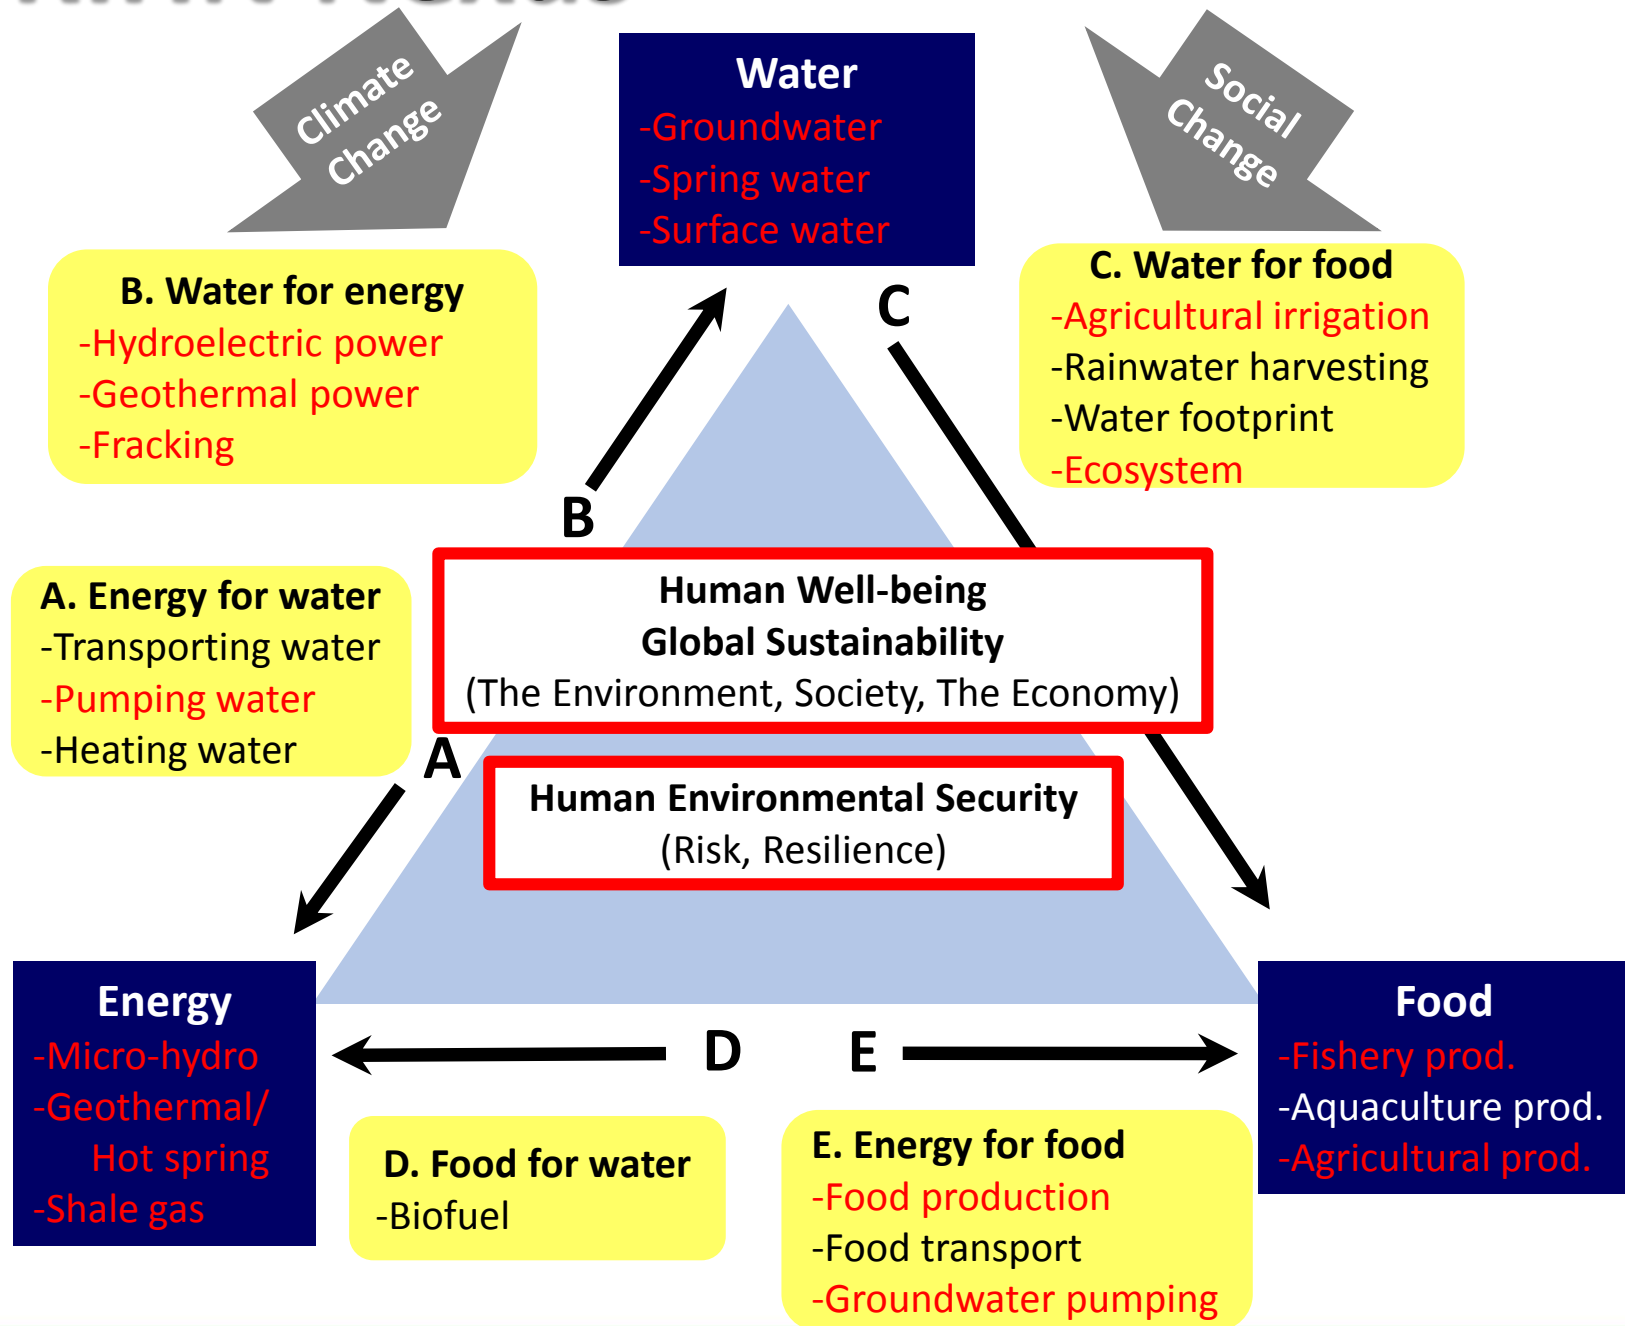 Climate
Change
Social
Change
Water
-Groundwater
-Spring water
-Surface water
B. Water for energy
-Hydroelectric power
-Geothermal power
-Fracking
C. Water for food
-Agricultural irrigation
-Rainwater harvesting
-Water footprint
-Ecosystem
C
B
A. Energy for water
-Transporting water
-Pumping water
-Heating water
Human Well-being
Global Sustainability
(The Environment, Society, The Economy)
A
Human Environmental Security
(Risk, Resilience)
Energy
-Micro-hydro
-Geothermal/
Hot spring
-Shale gas
D
E
Food
-Fishery prod.
-Aquaculture prod.
-Agricultural prod.
D. Food for water
-Biofuel
E. Energy for food
-Food production
-Food transport
-Groundwater pumping